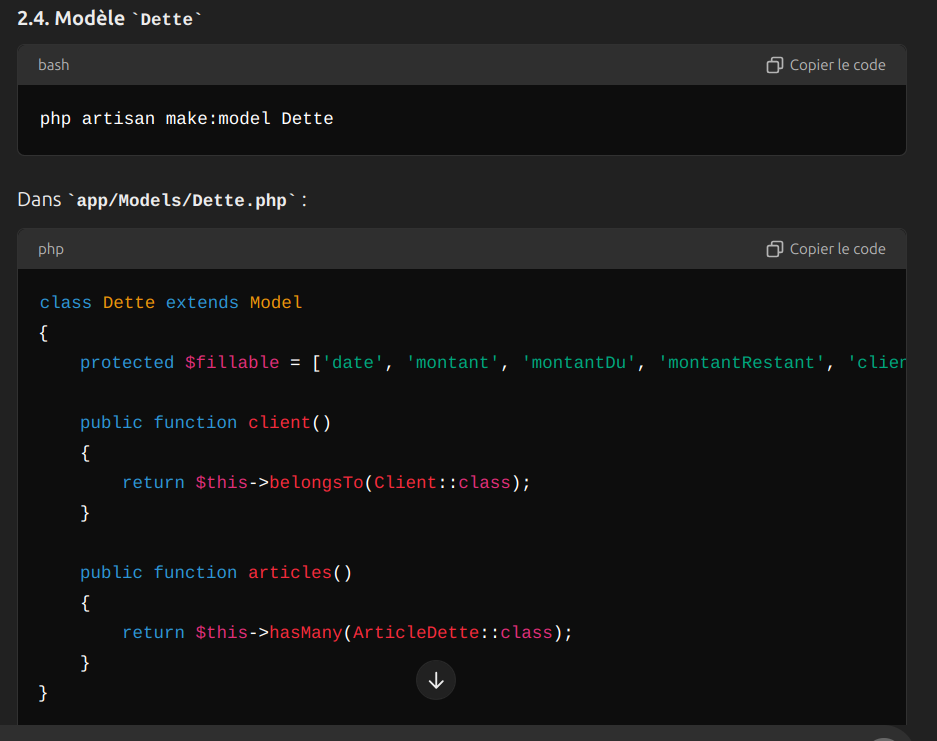 2.4. Modèle `Dette`
bash
Copier le code
php artisan make:model Dette
Dans `app/Models/Dette.php` :
php
Copier le code
class Dette extends Model
{
    protected $fillable = ['date', 'montant', 'montantDu', 'montantRestant', 'clien
    public function client()
    {
        return $this->belongsTo(Client::class);
    }
    public function articles()
    {
        return $this->hasMany(ArticleDette::class);
    }
}